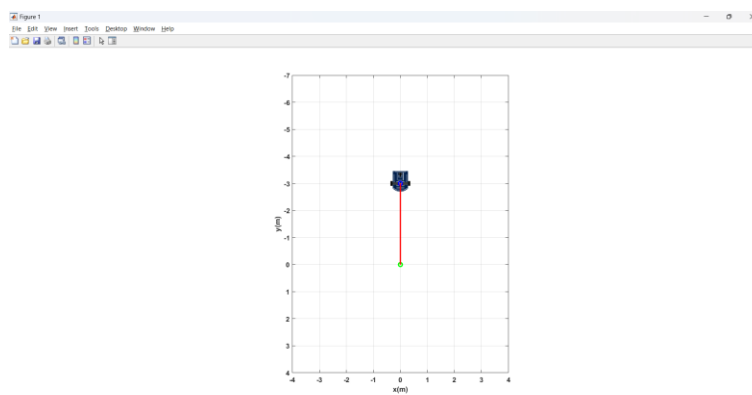 Figure 1
File Edit View Insert Tools Desktop Window Help
-7
-6
-5
-4
-3
-2
-1
0
1
2
3
4
y(m)
-4 -3 -2 -1 0 1 2 3 4
x(m)